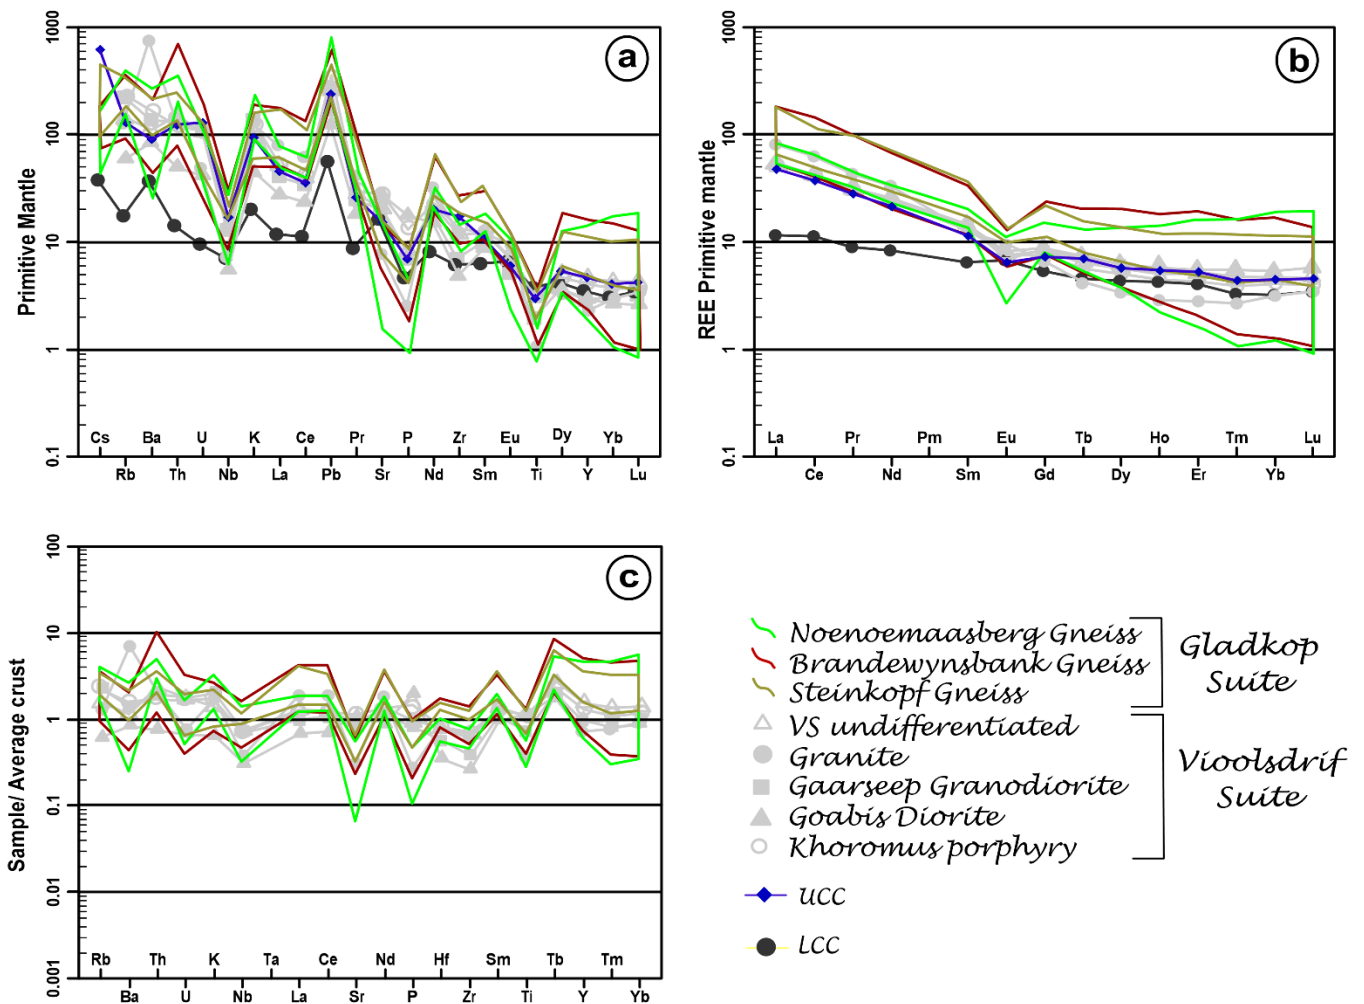 1000
100
10
1
0.1
Primitive Mantle
a
Cs Ba Th U K Ce Pr P Zr Eu Dy Yb
Rb Th Nb La Pb Sr Nd Sm Ti Y Lu
1000
100
10
1
0.1
REE Primitive mantle
b
La Pr Pm Eu Tb Ho Tm Lu
Ce Nd Sm Gd Dy Er Yb
100
10
1
0.1
0.01
0.001
Sample/ Average crust
c
Rb Th K Ta Ce Nd Hf Sm Tb Tm
Ba U Nb La Sr P Zr Ti Y Yb
Noenoemaasberg Gneiss
Brandewynsbank Gneiss
Steinkopf Gneiss
Gladkop
Suite
VS undifferentiated
Granite
Gaarseep Granodiorite
Goabis Diorite
Khoromus porphyry
Vioolsdrif
Suite
UCC
LCC